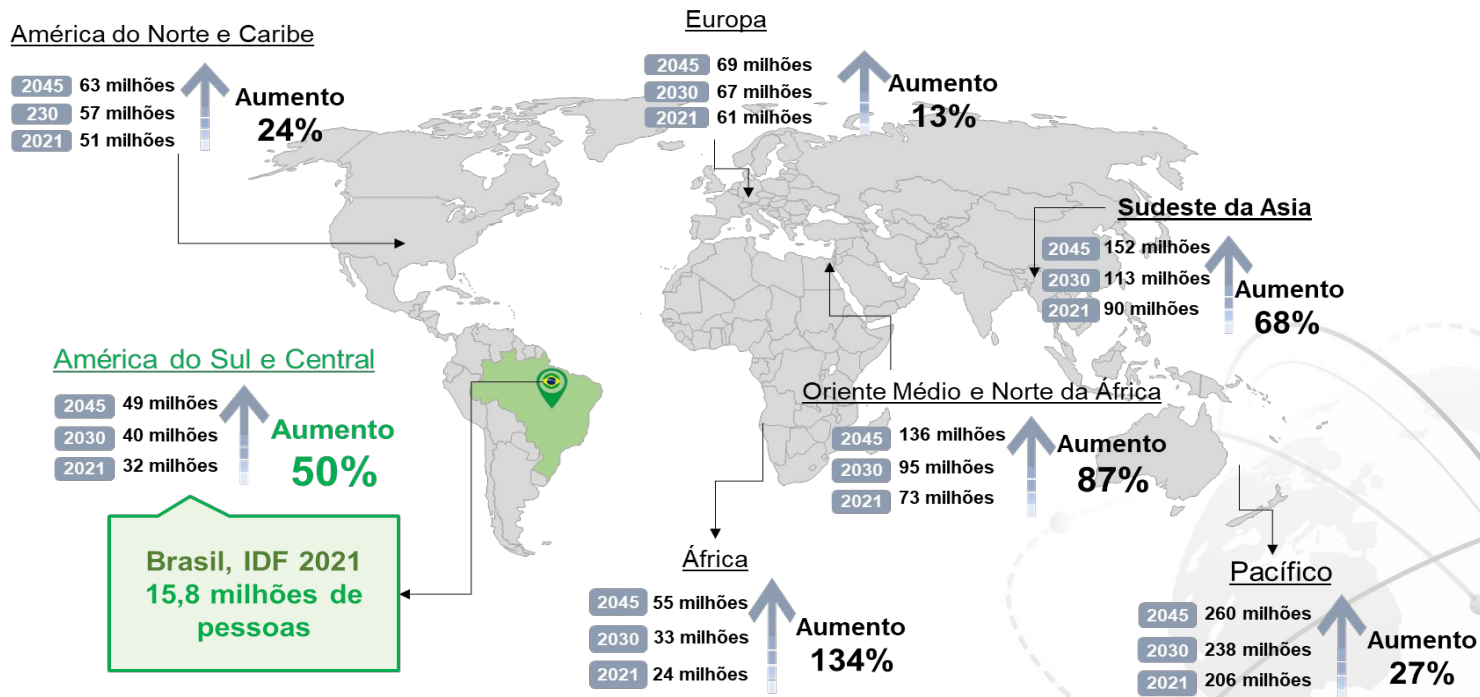 América do Norte e Caribe
2045 63 milhões
230 57 milhões
2021 51 milhões
Aumento
24%
Europa
2045 69 milhões
2030 67 milhões
2021 61 milhões
Aumento
13%
Sudeste da Asia
2045 152 milhões
2030 113 milhões
2021 90 milhões
Aumento
68%
América do Sul e Central
2045 49 milhões
2030 40 milhões
2021 32 milhões
Aumento
50%
Brasil, IDF 2021
15,8 milhões de
pessoas
Oriente Médio e Norte da África
2045 136 milhões
2030 95 milhões
2021 73 milhões
Aumento
87%
África
2045 55 milhões
2030 33 milhões
2021 24 milhões
Aumento
134%
Pacífico
2045 260 milhões
2030 238 milhões
2021 206 milhões
Aumento
27%